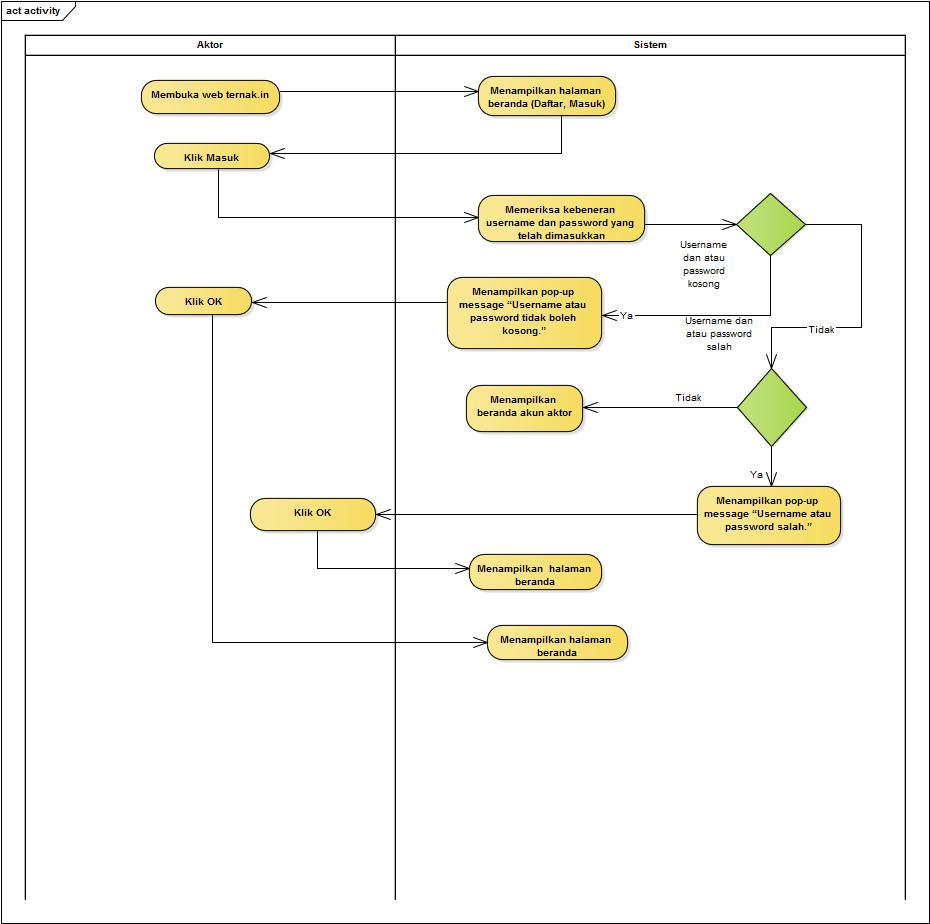 act activity
Aktor
Sistem
Membuka web ternak.in
Menampilkan halaman
beranda (Daftar, Masuk)
Klik Masuk
Memeriksa kebeneran
username dan password yang
telah dimasukkan
Username
dan atau
password
kosong
Klik OK
Menampilkan pop-up
message “Username atau
password tidak boleh
kosong.”
Ya
Username dan
atau password
salah
Tidak
Menampilkan
beranda akun aktor
Tidak
Ya
Klik OK
Menampilkan pop-up
message “Username atau
password salah.”
Menampilkan halaman
beranda
Menampilkan halaman
beranda